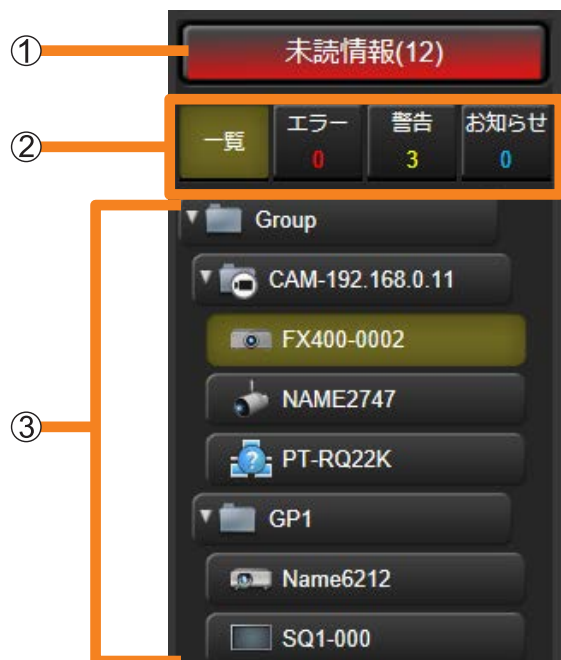 ① 未読情報(12)
② 一覧 エラー 警告 お知らせ
0 3 0
③ Group
CAM-192.168.0.11
FX400-0002
NAME2747
PT-RQ22K
GP1
Name6212
SQ1-000